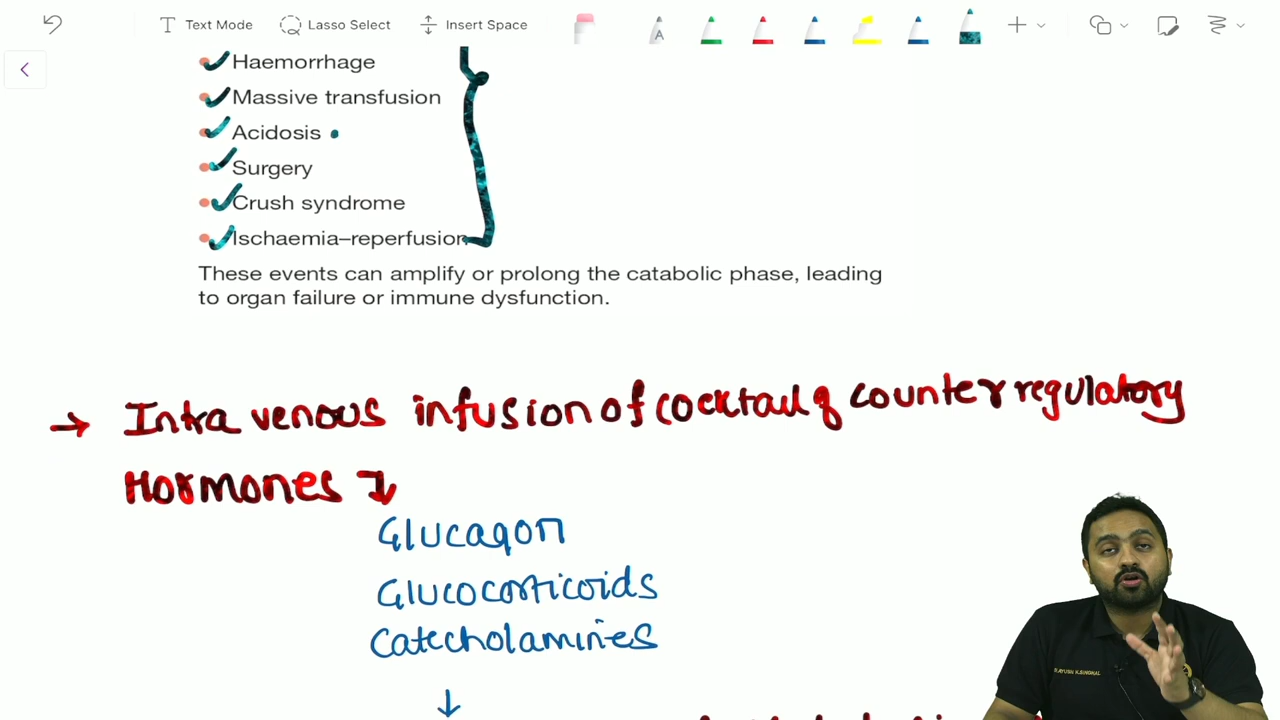 Text Mode
Lasso Select
Insert Space
A
Haemorrhage
Massive transfusion
Acidosis
Surgery
Crush syndrome
Ischaemia–reperfusion
These events can amplify or prolong the catabolic phase, leading
to organ failure or immune dysfunction.
→ Intra venous infusion of cocktail of counter regulatory
Hormones ↴
Glucagon
Glucocorticoids
Catecholamines
↓